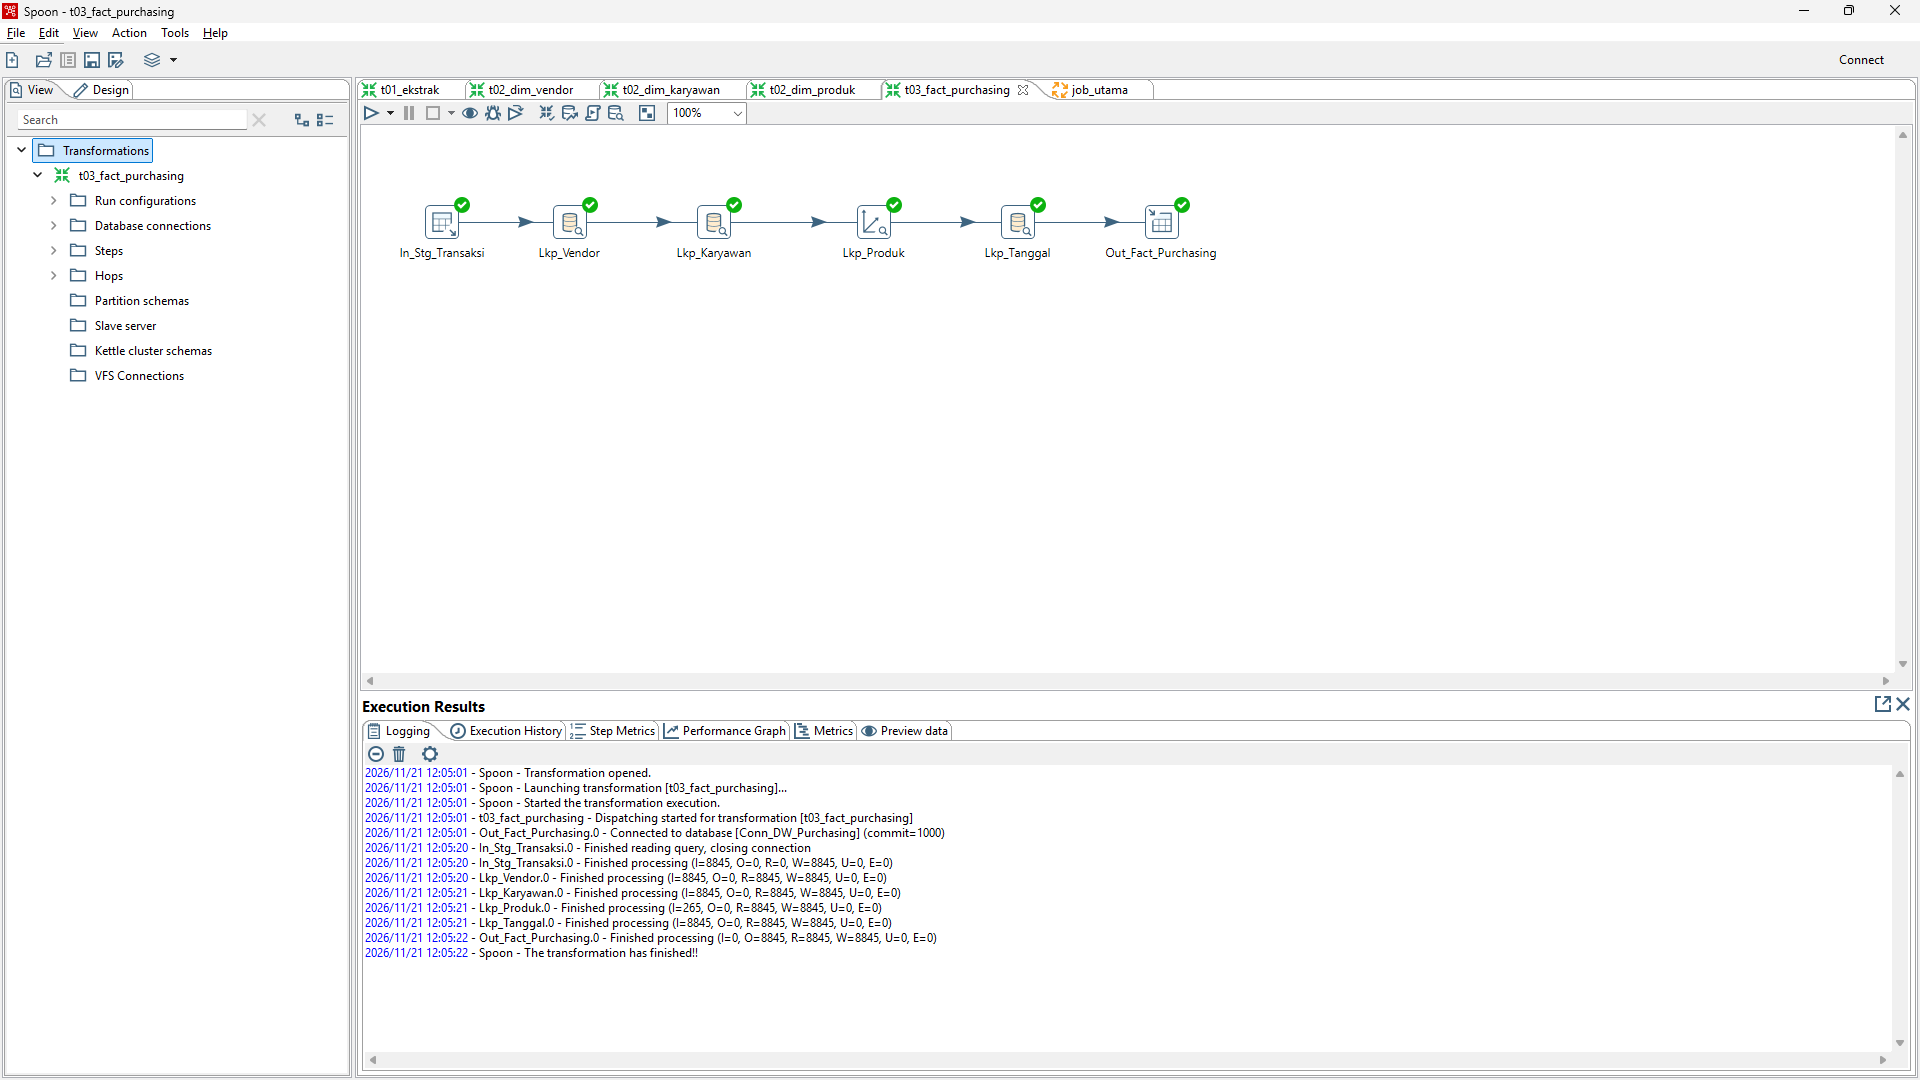 Spoon - t03_fact_purchasing
File Edit View Action Tools Help
Connect
View Design
Search
Transformations
t03_fact_purchasing
Run configurations
Database connections
Steps
Hops
Partition schemas
Slave server
Kettle cluster schemas
VFS Connections
t01_ekstrak t02_dim_vendor t02_dim_karyawan t02_dim_produk t03_fact_purchasing job_utama
100%
In_Stg_Transaksi Lkp_Vendor Lkp_Karyawan Lkp_Produk Lkp_Tanggal Out_Fact_Purchasing
Execution Results
Logging Execution History Step Metrics Performance Graph Metrics Preview data
2026/11/21 12:05:01 - Spoon - Transformation opened.
2026/11/21 12:05:01 - Spoon - Launching transformation [t03_fact_purchasing]...
2026/11/21 12:05:01 - Spoon - Started the transformation execution.
2026/11/21 12:05:01 - t03_fact_purchasing - Dispatching started for transformation [t03_fact_purchasing]
2026/11/21 12:05:01 - Out_Fact_Purchasing.0 - Connected to database [Conn_DW_Purchasing] (commit=1000)
2026/11/21 12:05:20 - In_Stg_Transaksi.0 - Finished reading query, closing connection
2026/11/21 12:05:20 - In_Stg_Transaksi.0 - Finished processing (I=8845, O=0, R=0, W=8845, U=0, E=0)
2026/11/21 12:05:20 - Lkp_Vendor.0 - Finished processing (I=8845, O=0, R=8845, W=8845, U=0, E=0)
2026/11/21 12:05:21 - Lkp_Karyawan.0 - Finished processing (I=8845, O=0, R=8845, W=8845, U=0, E=0)
2026/11/21 12:05:21 - Lkp_Produk.0 - Finished processing (I=265, O=0, R=8845, W=8845, U=0, E=0)
2026/11/21 12:05:21 - Lkp_Tanggal.0 - Finished processing (I=8845, O=0, R=8845, W=8845, U=0, E=0)
2026/11/21 12:05:22 - Out_Fact_Purchasing.0 - Finished processing (I=0, O=8845, R=8845, W=8845, U=0, E=0)
2026/11/21 12:05:22 - Spoon - The transformation has finished!!